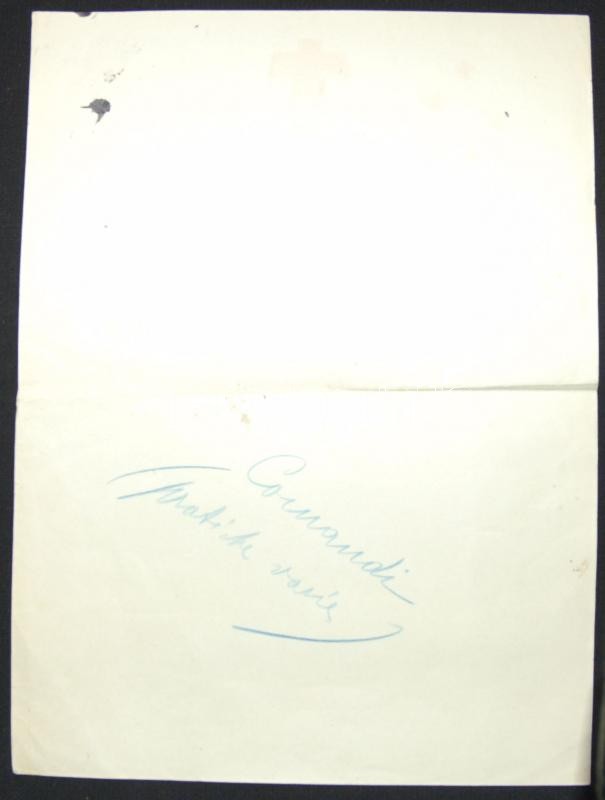 Comandi
Pratiche varie